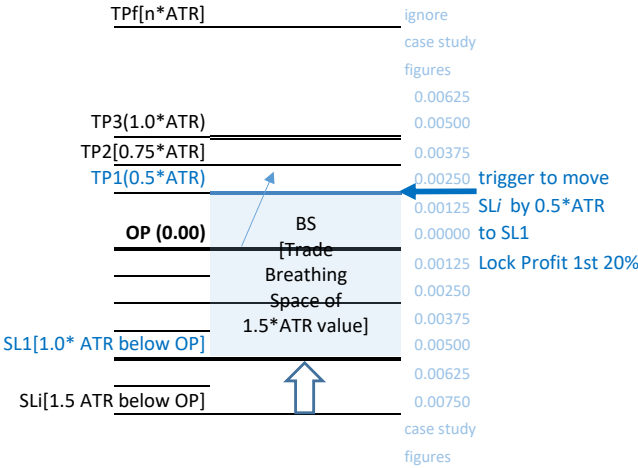 TPf[n*ATR] ignore
case study
figures
0.00625
TP3(1.0*ATR) 0.00500
TP2[0.75*ATR] 0.00375
TP1(0.5*ATR) 0.00250 trigger to move
0.00125 SLi by 0.5*ATR
OP (0.00) BS 0.00000 to SL1
[Trade
Breathing 0.00125 Lock Profit 1st 20%
Space of 0.00250
1.5*ATR value] 0.00375
SL1[1.0* ATR below OP] 0.00500
0.00625
SLi[1.5 ATR below OP] 0.00750
case study
figures